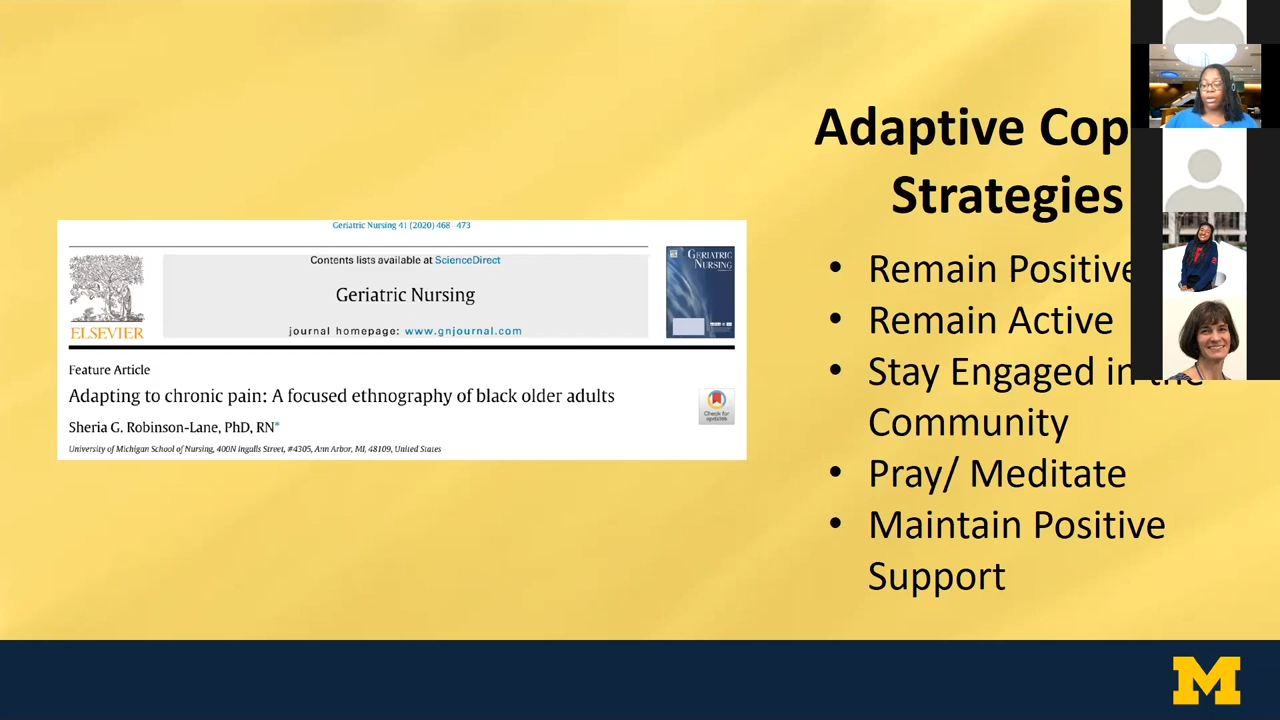 Geriatric Nursing 41 (2020) 468-473
Contents lists available at ScienceDirect
Geriatric Nursing
journal homepage: www.gnjournal.com
ELSEVIER
GERIATRIC
NURSING
Feature Article
Adapting to chronic pain: A focused ethnography of black older adults
Sheria G. Robinson-Lane, PhD, RN*
Check for
updates
University of Michigan School of Nursing, 400N Ingalls Street, #4305, Ann Arbor, MI, 48109, United States
Adaptive Cop
Strategies
• Remain Positive
• Remain Active
• Stay Engaged in the
Community
• Pray/ Meditate
• Maintain Positive
Support
M